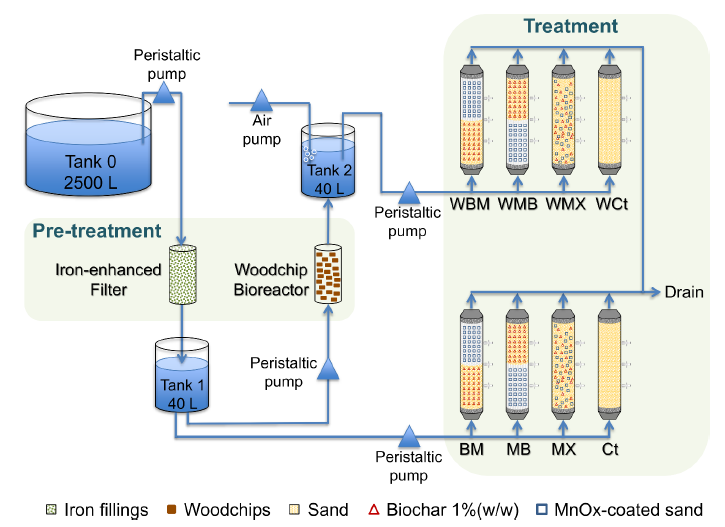 Treatment
Peristaltic
pump
Air
pump
Tank 0
2500 L
Tank 2
40 L
Peristaltic
pump
WBM
WMB
WMX
WCt
Pre-treatment
Iron-enhanced
Filter
Woodchip
Bioreactor
Drain
Tank 1
40 L
Peristaltic
pump
Peristaltic
pump
BM
MB
MX
Ct
Iron fillings
Woodchips
Sand
Biochar 1%(w/w)
MnOx-coated sand